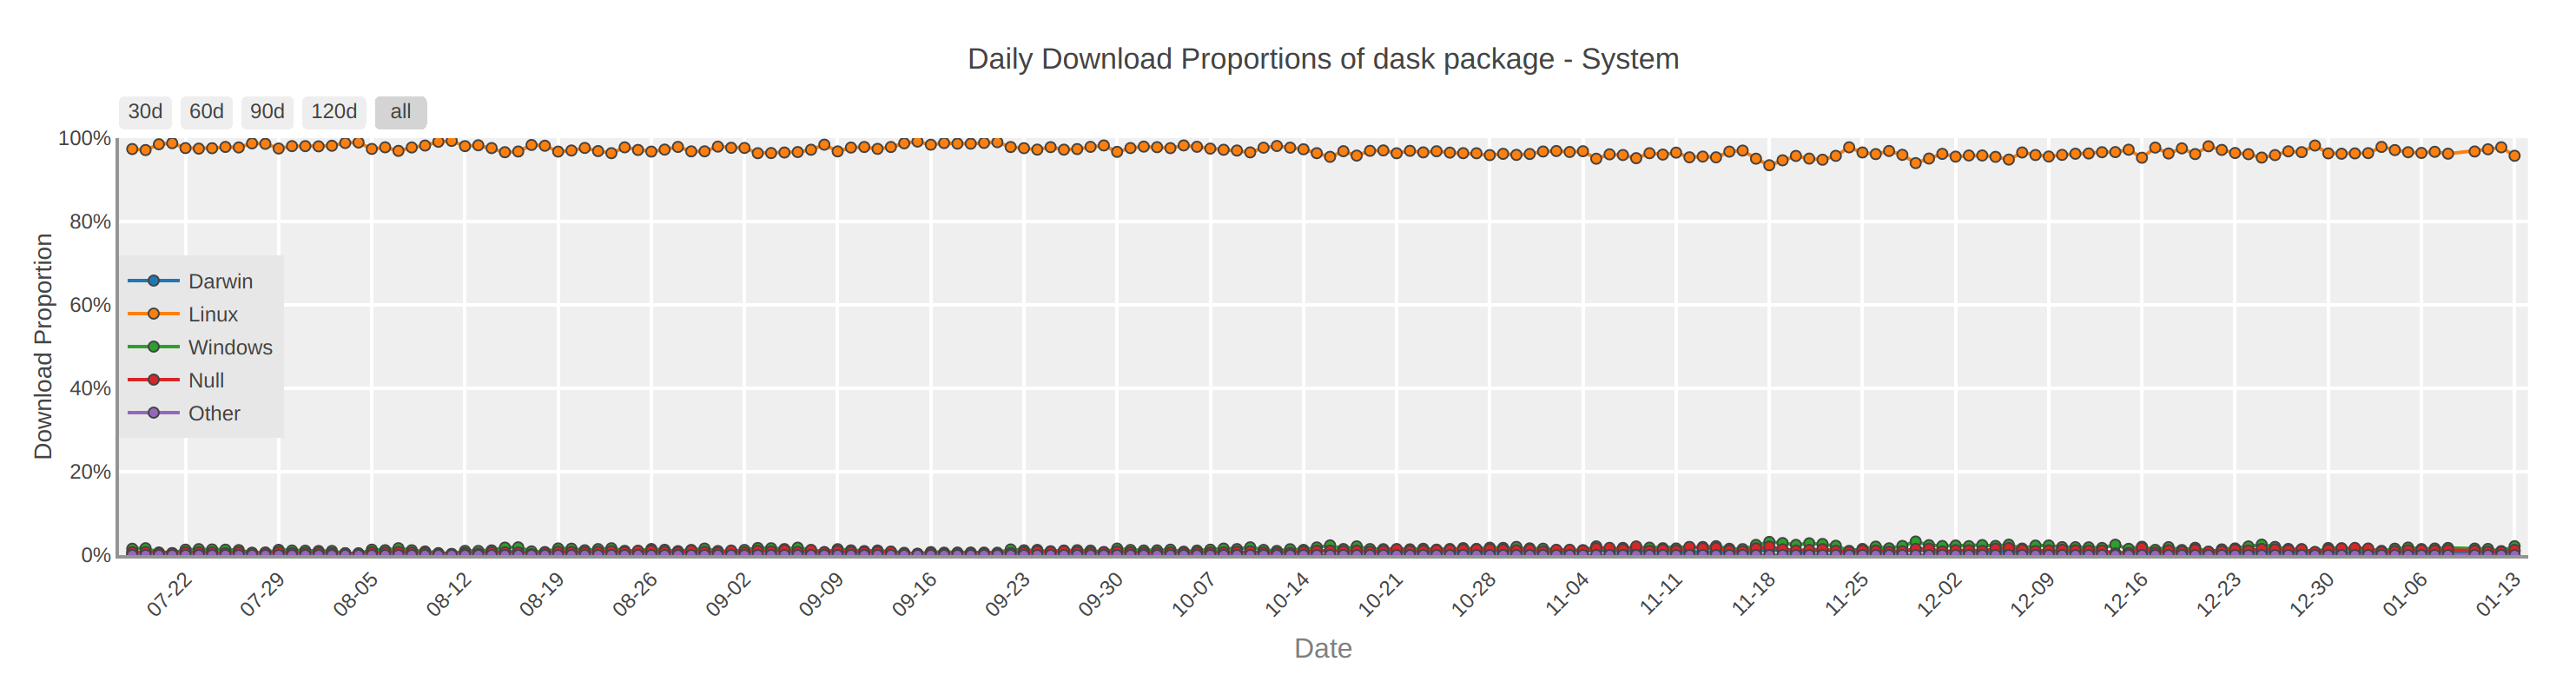 Daily Download Proportions of dask package - System
30d 60d 90d 120d all
100%
80%
60%
40%
20%
0%
Download Proportion
Darwin
Linux
Windows
Null
Other
07-22 07-29 08-05 08-12 08-19 08-26 09-02 09-09 09-16 09-23 09-30 10-07 10-14 10-21 10-28 11-04 11-11 11-18 11-25 12-02 12-09 12-16 12-23 12-30 01-06 01-13
Date